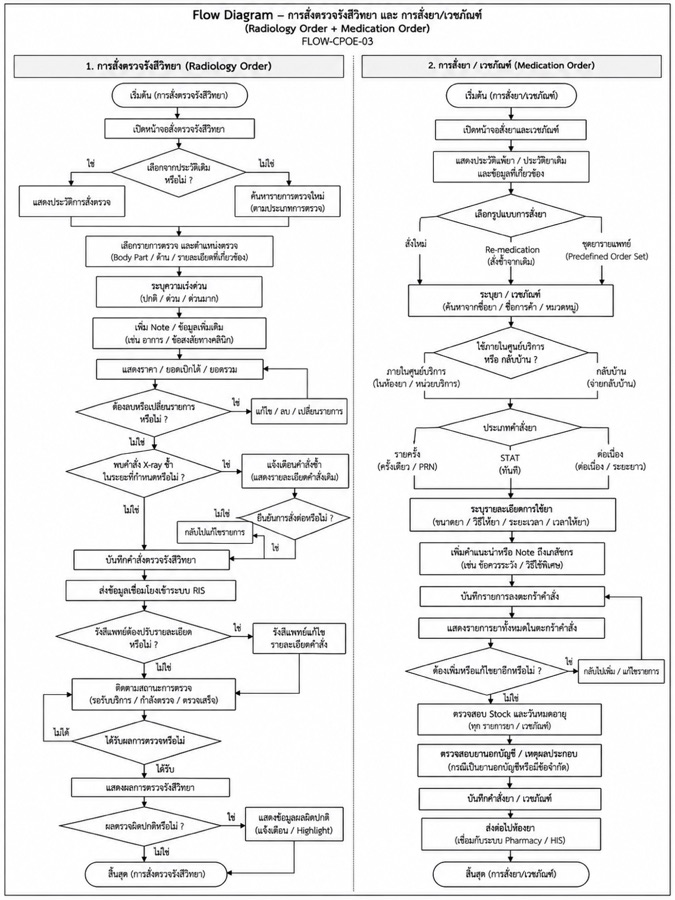 Flow Diagram – การสั่งตรวจรังสีวิทยา และ การสั่งยา/เวชภัณฑ์
(Radiology Order + Medication Order)
FLOW-CPOE-03
1. การสั่งตรวจรังสีวิทยา (Radiology Order)
เริ่มต้น (การสั่งตรวจรังสีวิทยา)
เปิดหน้าจอสั่งตรวจรังสีวิทยา
เลือกจากประวัติเดิม
หรือไม่ ?
ใช่
ไม่ใช่
แสดงประวัติการสั่งตรวจ
ค้นหารายการตรวจใหม่
(ตามประเภทการตรวจ)
เลือกรายการตรวจ และตำแหน่งตรวจ
(Body Part / ด้าน / รายละเอียดที่เกี่ยวข้อง)
ระบุความเร่งด่วน
(ปกติ / ด่วน / ด่วนมาก)
เพิ่ม Note / ข้อมูลเพิ่มเติม
(เช่น อาการ / ข้อสงสัยทางคลินิก)
แสดงราคา / ยอดเบิกได้ / ยอดรวม
ต้องลบหรือเปลี่ยนรายการ
หรือไม่ ?
ใช่
แก้ไข / ลบ / เปลี่ยนรายการ
ไม่ใช่
พบคำสั่ง X-ray ซ้ำ
ในระยะที่กำหนดหรือไม่ ?
ใช่
แจ้งเตือนคำสั่งซ้ำ
(แสดงรายละเอียดคำสั่งเดิม)
ไม่ใช่
ไม่ใช่
ยืนยันการสั่งต่อหรือไม่ ?
กลับไปแก้ไขรายการ
ใช่
บันทึกคำสั่งตรวจรังสีวิทยา
ส่งข้อมูลเชื่อมโยงเข้าระบบ RIS
รังสีแพทย์ต้องปรับรายละเอียด
หรือไม่ ?
ใช่
รังสีแพทย์แก้ไข
รายละเอียดคำสั่ง
ไม่ใช่
ติดตามสถานะการตรวจ
(รอรับบริการ / กำลังตรวจ / ตรวจเสร็จ)
ไม่ได้
ได้รับผลการตรวจหรือไม่
ได้รับ
แสดงผลการตรวจรังสีวิทยา
ผลตรวจผิดปกติหรือไม่ ?
ใช่
แสดงข้อมูลผลผิดปกติ
(แจ้งเตือน / Highlight)
ไม่ใช่
สิ้นสุด (การสั่งตรวจรังสีวิทยา)
2. การสั่งยา / เวชภัณฑ์ (Medication Order)
เริ่มต้น (การสั่งยา/เวชภัณฑ์)
เปิดหน้าจอสั่งยาและเวชภัณฑ์
แสดงประวัติแพ้ยา / ประวัติยาเดิม
และข้อมูลที่เกี่ยวข้อง
เลือกรูปแบบการสั่งยา
สั่งใหม่
Re-medication
(สั่งซ้ำจากเดิม)
ชุดยารายแพทย์
(Predefined Order Set)
ระบุยา / เวชภัณฑ์
(ค้นหาจากชื่อยา / ชื่อการค้า / หมวดหมู่)
ใช้ภายในศูนย์บริการ
หรือ กลับบ้าน ?
ภายในศูนย์บริการ
(ในห้องยา / หน่วยบริการ)
กลับบ้าน
(จ่ายกลับบ้าน)
ประเภทคำสั่งยา
รายครั้ง
(ครั้งเดียว / PRN)
STAT
(ทันที)
ต่อเนื่อง
(ต่อเนื่อง / ระยะยาว)
ระบุรายละเอียดการใช้ยา
(ขนาดยา / วิธีให้ยา / ระยะเวลา / เวลาให้ยา)
เพิ่มคำแนะนำหรือ Note ถึงเภสัชกร
(เช่น ข้อควรระวัง / วิธีใช้พิเศษ)
บันทึกรายการลงตะกร้าคำสั่ง
แสดงรายการยาทั้งหมดในตะกร้าคำสั่ง
ต้องเพิ่มหรือแก้ไขยาอีกหรือไม่ ?
ใช่
กลับไปเพิ่ม / แก้ไขรายการ
ไม่ใช่
ตรวจสอบ Stock และวันหมดอายุ
(ทุก รายการยา / เวชภัณฑ์)
ตรวจสอบยานอกบัญชี / เหตุผลประกอบ
(กรณีเป็นยานอกบัญชีหรือมีข้อจำกัด)
บันทึกคำสั่งยา / เวชภัณฑ์
ส่งต่อไปห้องยา
(เชื่อมกับระบบ Pharmacy / HIS)
สิ้นสุด (การสั่งยา/เวชภัณฑ์)